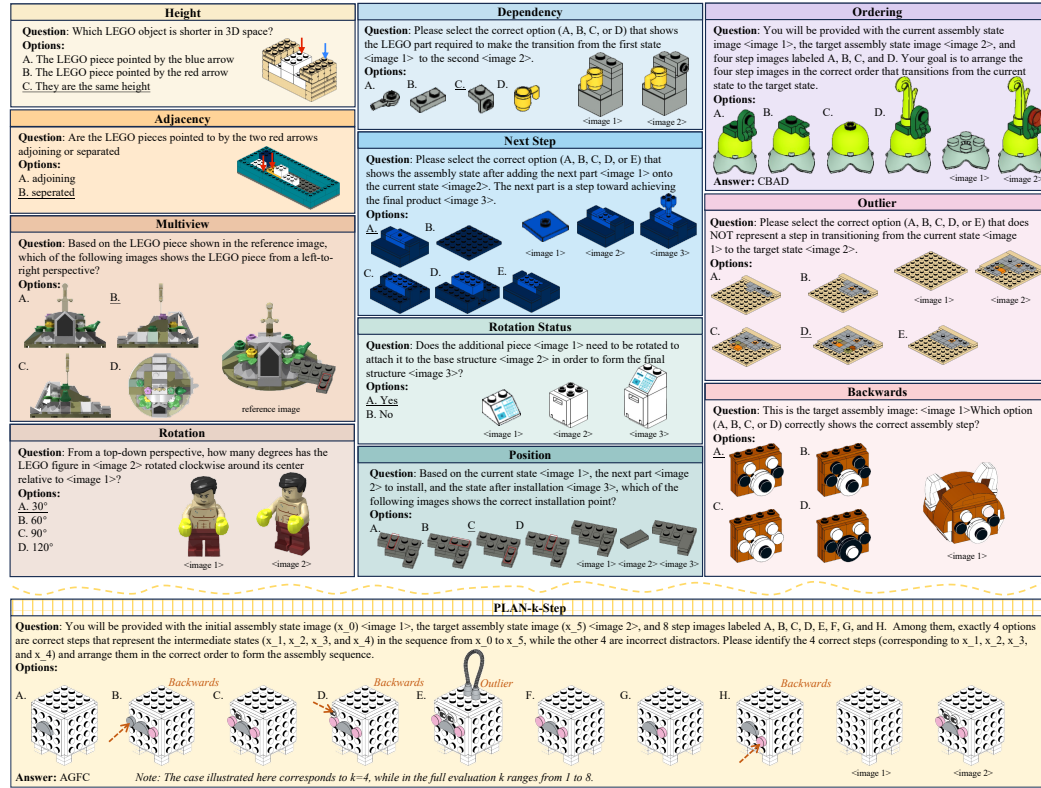 Height
Question: Which LEGO object is shorter in 3D space?
Options:
A. The LEGO piece pointed by the blue arrow
B. The LEGO piece pointed by the red arrow
C. They are the same height
Adjacency
Question: Are the LEGO pieces pointed to by the two red arrows
adjoining or separated
Options:
A. adjoining
B. seperated
Multiview
Question: Based on the LEGO piece shown in the reference image,
which of the following images shows the LEGO piece from a left-to-
right perspective?
Options:
A.
B.
C.
D.
reference image
Rotation
Question: From a top-down perspective, how many degrees has the
LEGO figure in <image 2> rotated clockwise around its center
relative to <image 1>?
Options:
A. 30°
B. 60°
C. 90°
D. 120°
<image 1>
<image 2>
Dependency
Question: Please select the correct option (A, B, C, or D) that shows
the LEGO part required to make the transition from the first state
<image 1> to the second <image 2>.
Options:
A.
B.
C.
D.
<image 1>
<image 2>
Next Step
Question: Please select the correct option (A, B, C, D, or E) that
shows the assembly state after adding the next part <image 1> onto
the current state <image2>. The next part is a step toward achieving
the final product <image 3>.
Options:
A.
B.
<image 1>
<image 2>
<image 3>
C.
D.
E.
Rotation Status
Question: Does the additional piece <image 1> need to be rotated to
attach it to the base structure <image 2> in order to form the final
structure <image 3>?
Options:
A. Yes
B. No
<image 1>
<image 2>
<image 3>
Position
Question: Based on the current state <image 1>, the next part <image
2> to install, and the state after installation <image 3>, which of the
following images shows the correct installation point?
Options:
A.
B
C
D
<image 1> <image 2> <image 3>
Ordering
Question: You will be provided with the current assembly state
image <image 1>, the target assembly state image <image 2>, and
four step images labeled A, B, C, and D. Your goal is to arrange the
four step images in the correct order that transitions from the current
state to the target state.
Options:
A.
B.
C.
D.
<image 1>
<image 2>
Answer: CBAD
Outlier
Question: Please select the correct option (A, B, C, D, or E) that does
NOT represent a step in transitioning from the current state <image
1> to the target state <image 2>.
Options:
A.
B.
<image 1>
<image 2>
C.
D.
E.
Backwards
Question: This is the target assembly image: <image 1>Which option
(A, B, C, or D) correctly shows the correct assembly step?
Options:
A.
B.
C.
D.
<image 1>
PLAN-k-Step
Question: You will be provided with the initial assembly state image (x_0) <image 1>, the target assembly state image (x_5) <image 2>, and 8 step images labeled A, B, C, D, E, F, G, and H. Among them, exactly 4 options
are correct steps that represent the intermediate states (x_1, x_2, x_3, and x_4) in the sequence from x_0 to x_5, while the other 4 are incorrect distractors. Please identify the 4 correct steps (corresponding to x_1, x_2, x_3,
and x_4) and arrange them in the correct order to form the assembly sequence.
Options:
A.
B.
Backwards
C.
D.
Backwards
E.
Outlier
F.
G.
H.
Backwards
<image 1>
<image 2>
Answer: AGFC
Note: The case illustrated here corresponds to k=4, while in the full evaluation k ranges from 1 to 8.